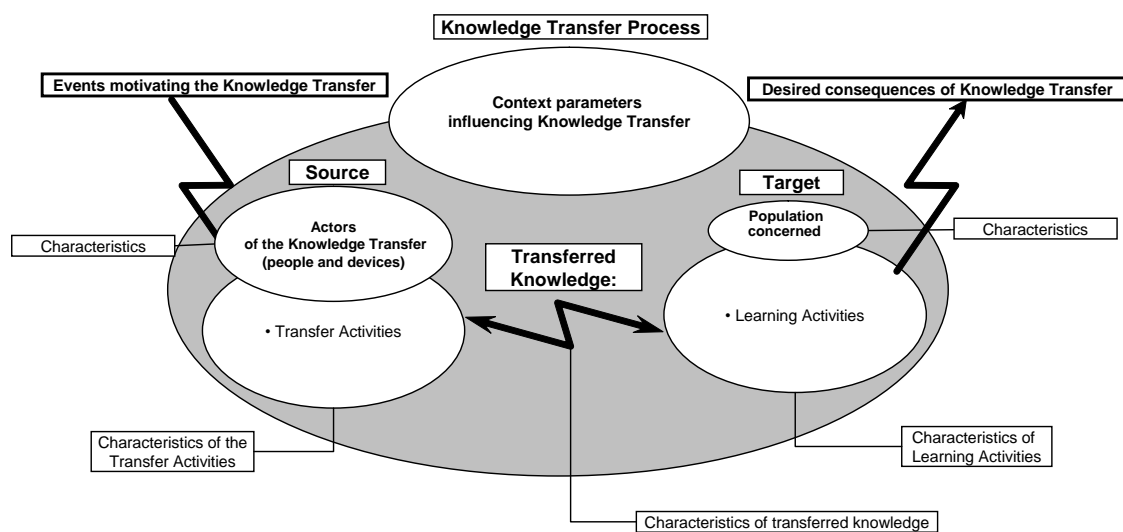 Knowledge Transfer Process
Events motivating the Knowledge Transfer
Desired consequences of Knowledge Transfer
Context parameters
influencing Knowledge Transfer
Source
Target
Actors
of the Knowledge Transfer
(people and devices)
Population
concerned
Characteristics
Characteristics
Transferred
Knowledge:
• Transfer Activities
• Learning Activities
Characteristics of the
Transfer Activities
Characteristics of
Learning Activities
Characteristics of transferred knowledge